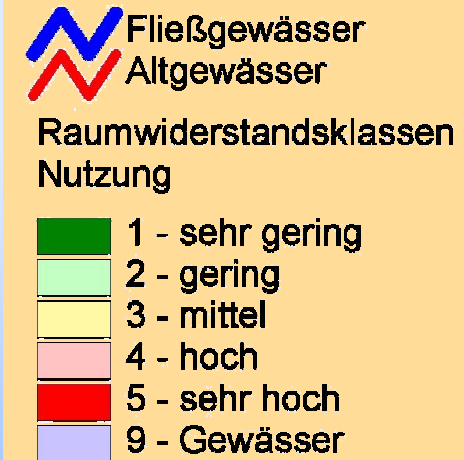 Fließgewässer
Altgewässer
Raumwiderstandsklassen
Nutzung
1 - sehr gering
2 - gering
3 - mittel
4 - hoch
5 - sehr hoch
9 - Gewässer